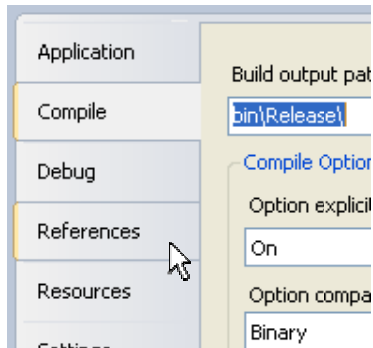 Application
Compile
Debug
References
Resources
Build output pat
bin\Release\
Compile Option
Option explicit
On
Option compa
Binary